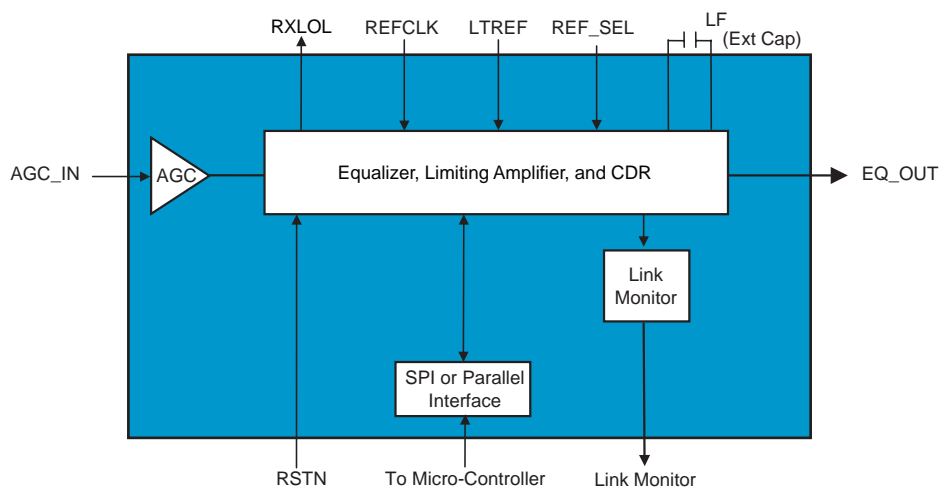 RXLOL
REFCLK
LTREF
REF_SEL
LF
(Ext Cap)
AGC_IN
AGC
Equalizer, Limiting Amplifier, and CDR
EQ_OUT
Link
Monitor
SPI or Parallel
Interface
RSTN
To Micro-Controller
Link Monitor